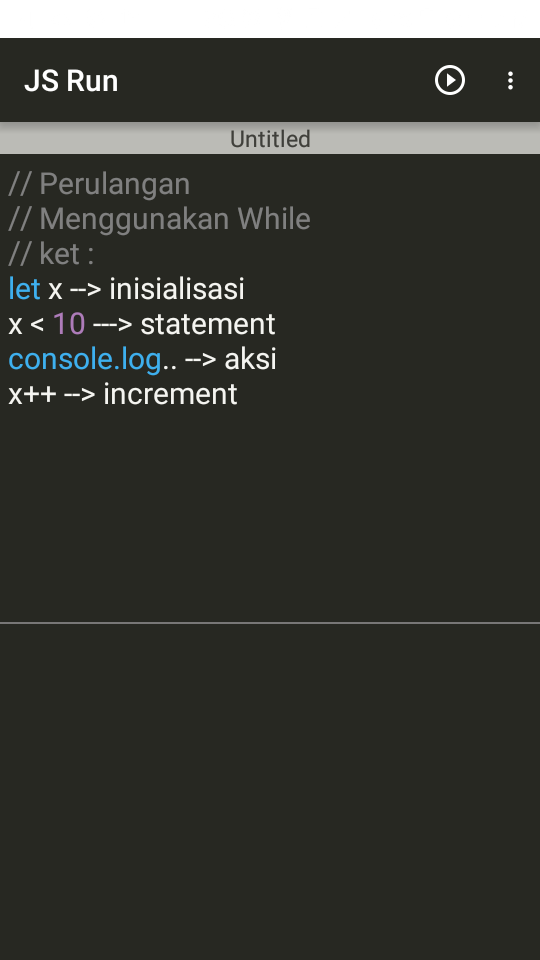 JS Run
Untitled
// Perulangan
// Menggunakan While
// ket :
let x --> inisialisasi
x < 10 ---> statement
console.log.. --> aksi
x++ --> increment